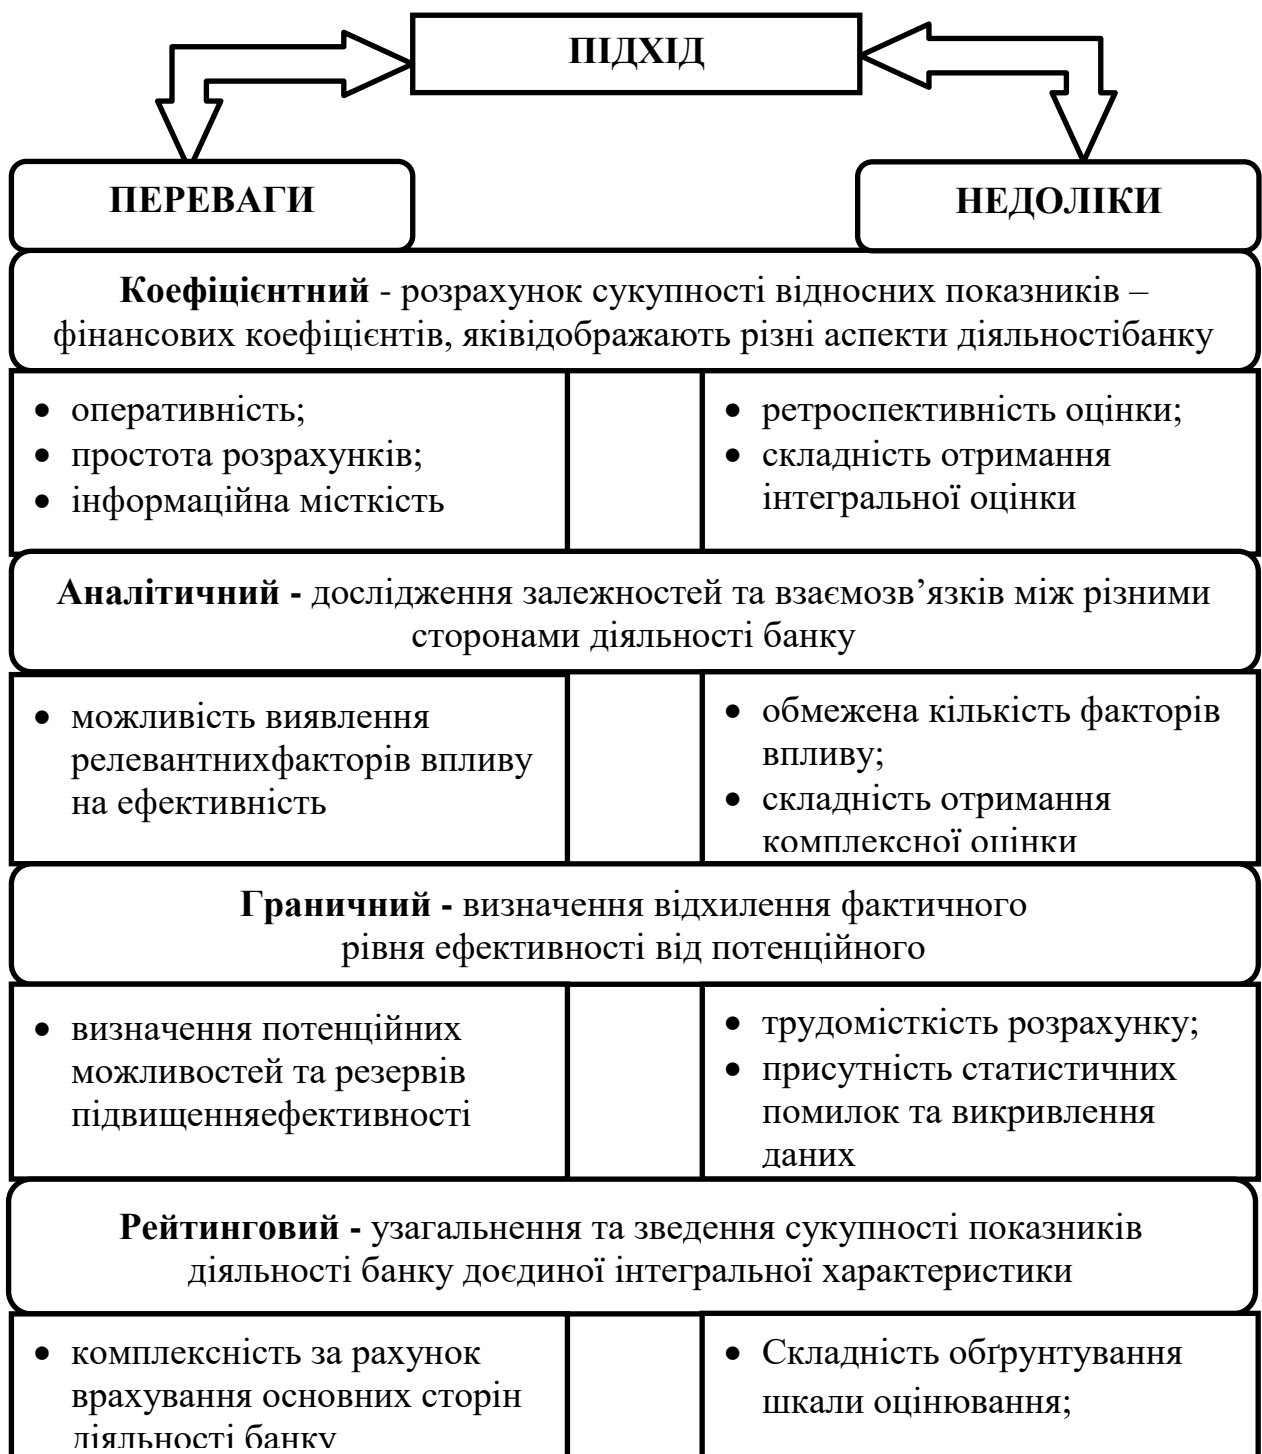 ПІДХІД
ПЕРЕВАГИ
НЕДОЛІКИ
Коефіцієнтний - розрахунок сукупності відносних показників –
фінансових коефіцієнтів, яківідображають різні аспекти діяльностібанку
• оперативність;
• простота розрахунків;
• інформаційна місткість
• ретроспективність оцінки;
• складність отримання
інтегральної оцінки
Аналітичний - дослідження залежностей та взаємозв’язків між різними
сторонами діяльності банку
• можливість виявлення
релевантнихфакторів впливу
на ефективність
• обмежена кількість факторів
впливу;
• складність отримання
комплексної оцінки
Граничний - визначення відхилення фактичного
рівня ефективності від потенційного
• визначення потенційних
можливостей та резервів
підвищенняефективності
• трудомісткість розрахунку;
• присутність статистичних
помилок та викривлення
даних
Рейтинговий - узагальнення та зведення сукупності показників
діяльності банку доєдиної інтегральної характеристики
• комплексність за рахунок
врахування основних сторін
діяльності банку
• Складність обґрунтування
шкали оцінювання;